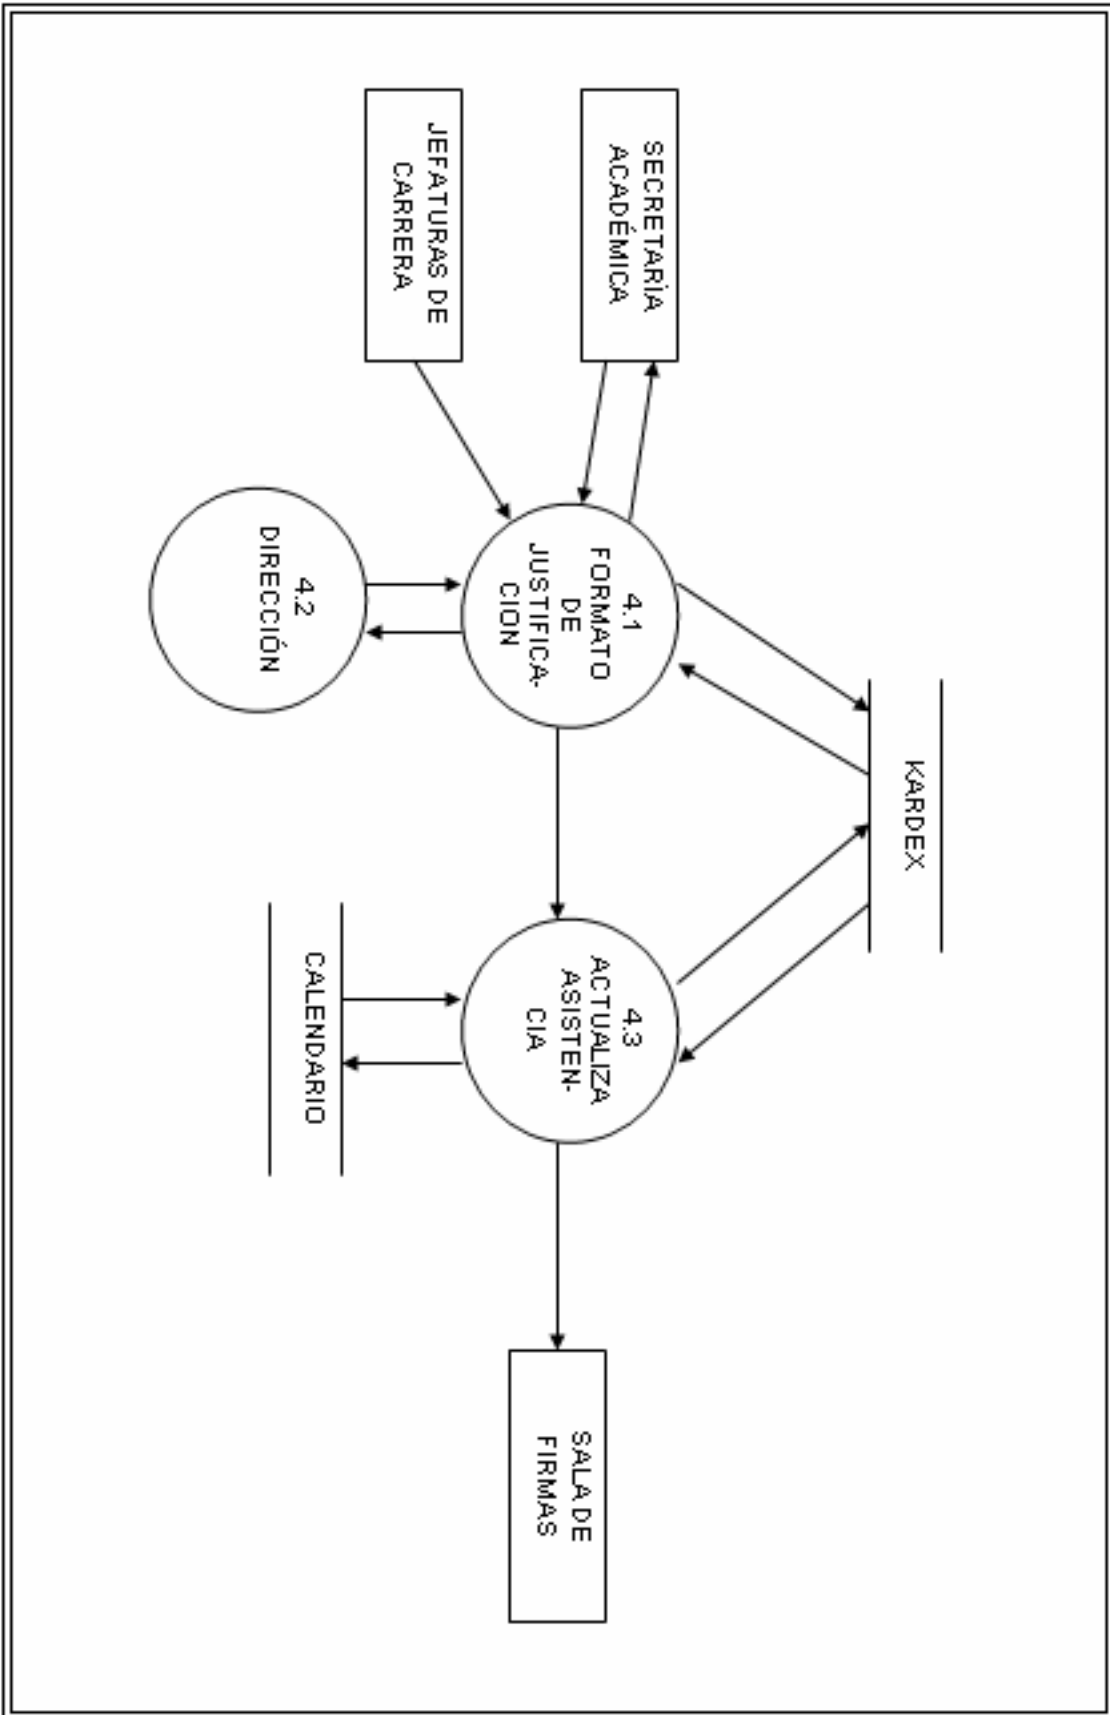 KARDEX
SECRETARÍA
ACADÉMICA
JEFATURAS DE
CARRERA
4.1
FORMATO
DE
JUSTIFICA-
CION
4.2
DIRECCIÓN
4.3
ACTUALIZA
ASISTEN-
CIA
CALENDARIO
SALA DE
FIRMAS